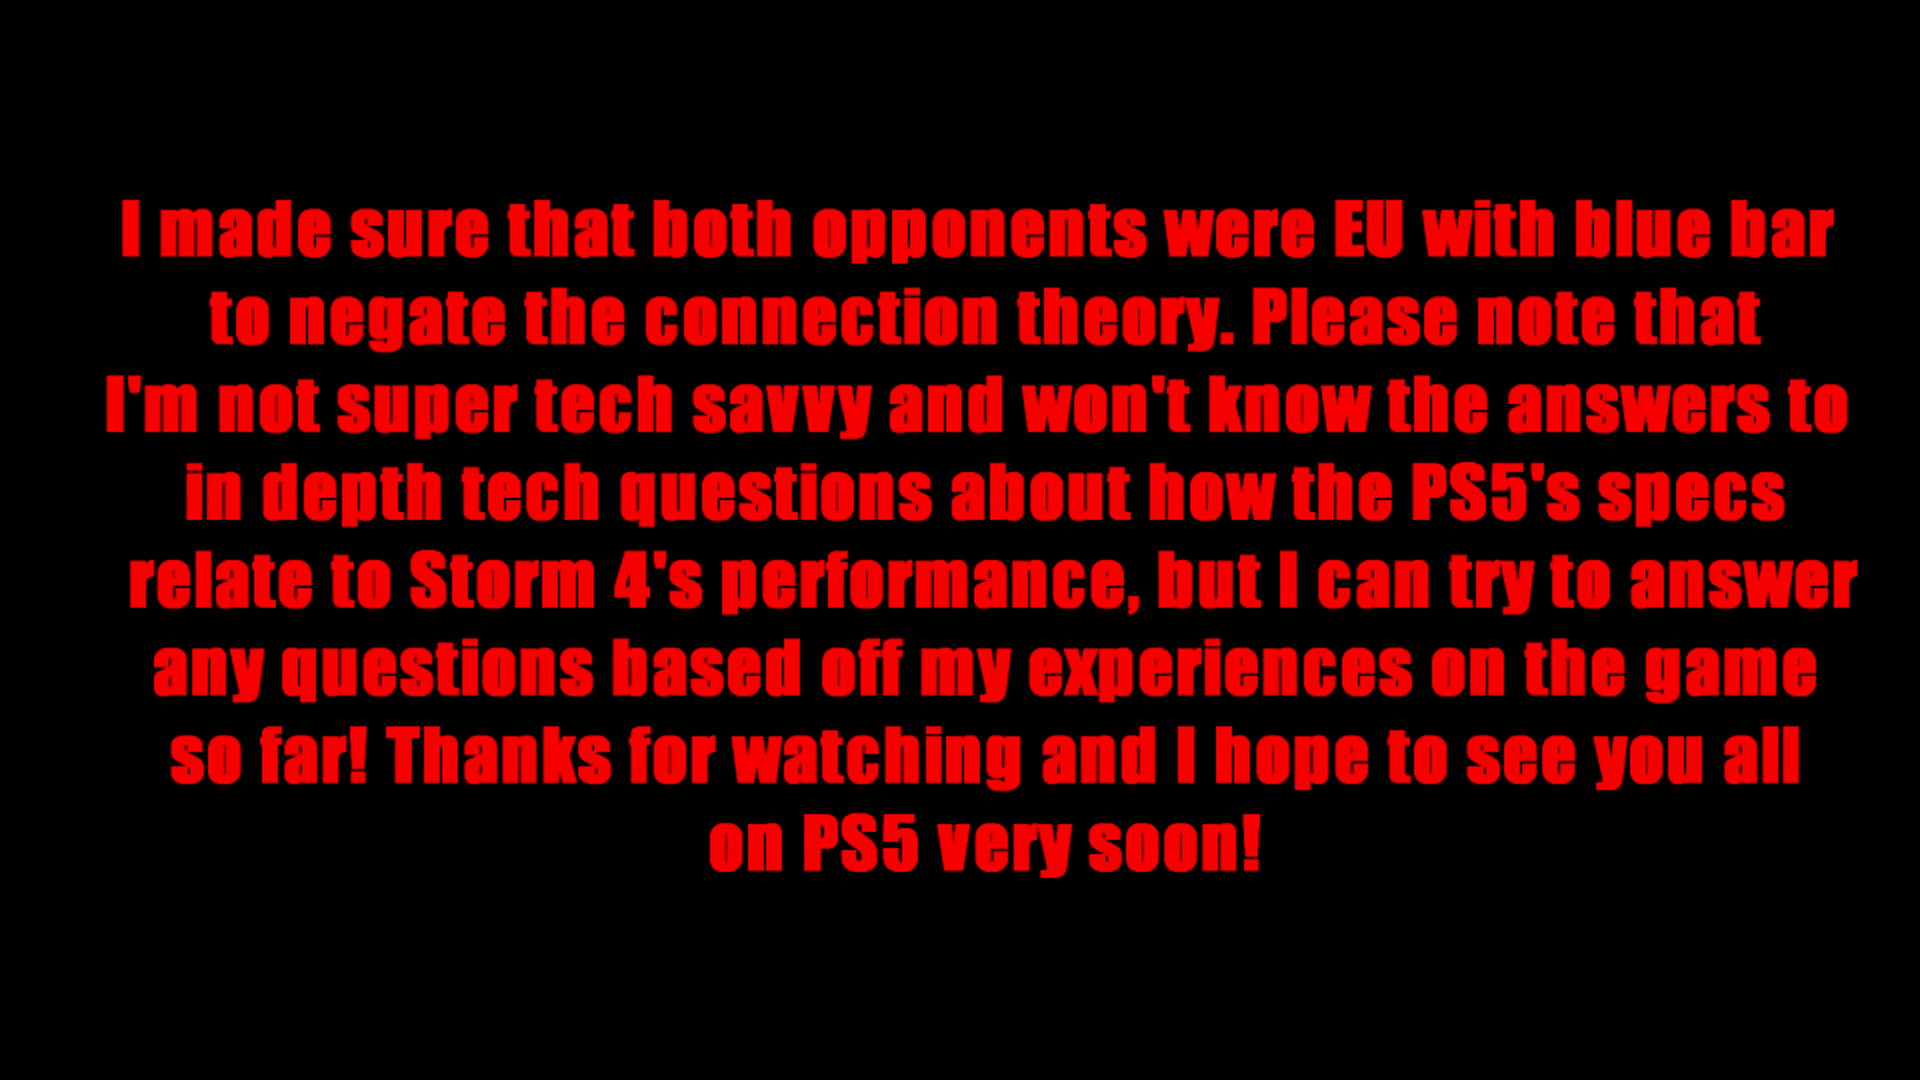 I made sure that both opponents were EU with blue bar
to negate the connection theory. Please note that
I'm not super tech savvy and won't know the answers to
in depth tech questions about how the PS5's specs
relate to Storm 4's performance, but I can try to answer
any questions based off my experiences on the game
so far! Thanks for watching and I hope to see you all
on PS5 very soon!